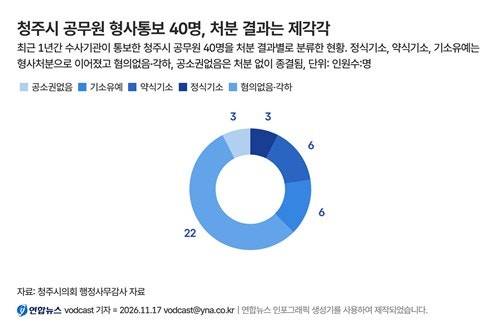 청주시 공무원 형사통보 40명, 처분 결과는 제각각
최근 1년간 수사기관이 통보한 청주시 공무원 40명을 처분 결과별로 분류한 현황. 정식기소, 약식기소, 기소유예는
형사처분으로 이어졌고 혐의없음·각하, 공소권없음은 처분 없이 종결됨, 단위: 인원수:명
공소권없음 기소유예 약식기소 정식기소 혐의없음·각하
3 3
6
6
22
자료: 청주시의회 행정사무감사 자료
연합뉴스 vodcast 기자 = 2026.11.17 vodcast@yna.co.kr | 연합뉴스 인포그래픽 생성기를 사용하여 제작되었습니다.